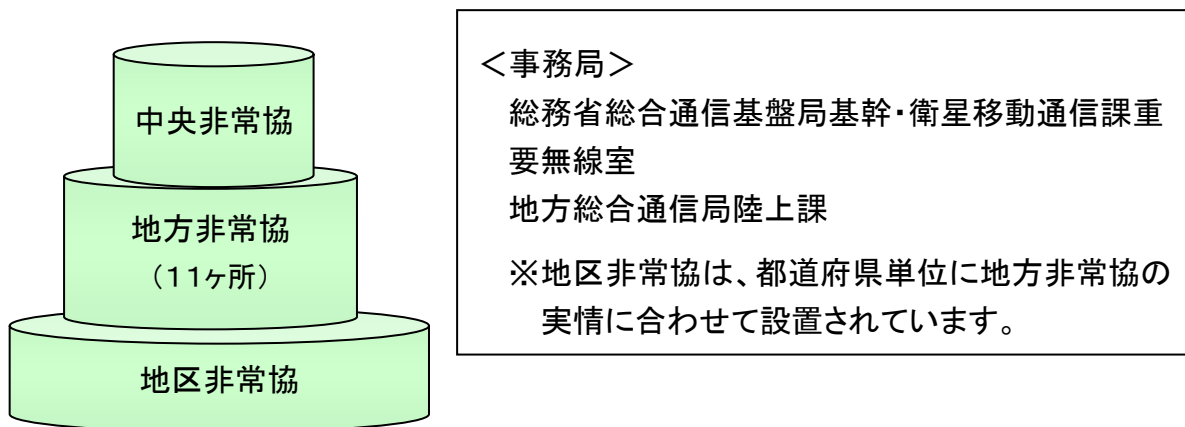 中央非常協
地方非常協
（１１ヶ所）
地区非常協
＜事務局＞
総務省総合通信基盤局基幹・衛星移動通信課重
要無線室
地方総合通信局陸上課
※地区非常協は、都道府県単位に地方非常協の
実情に合わせて設置されています。